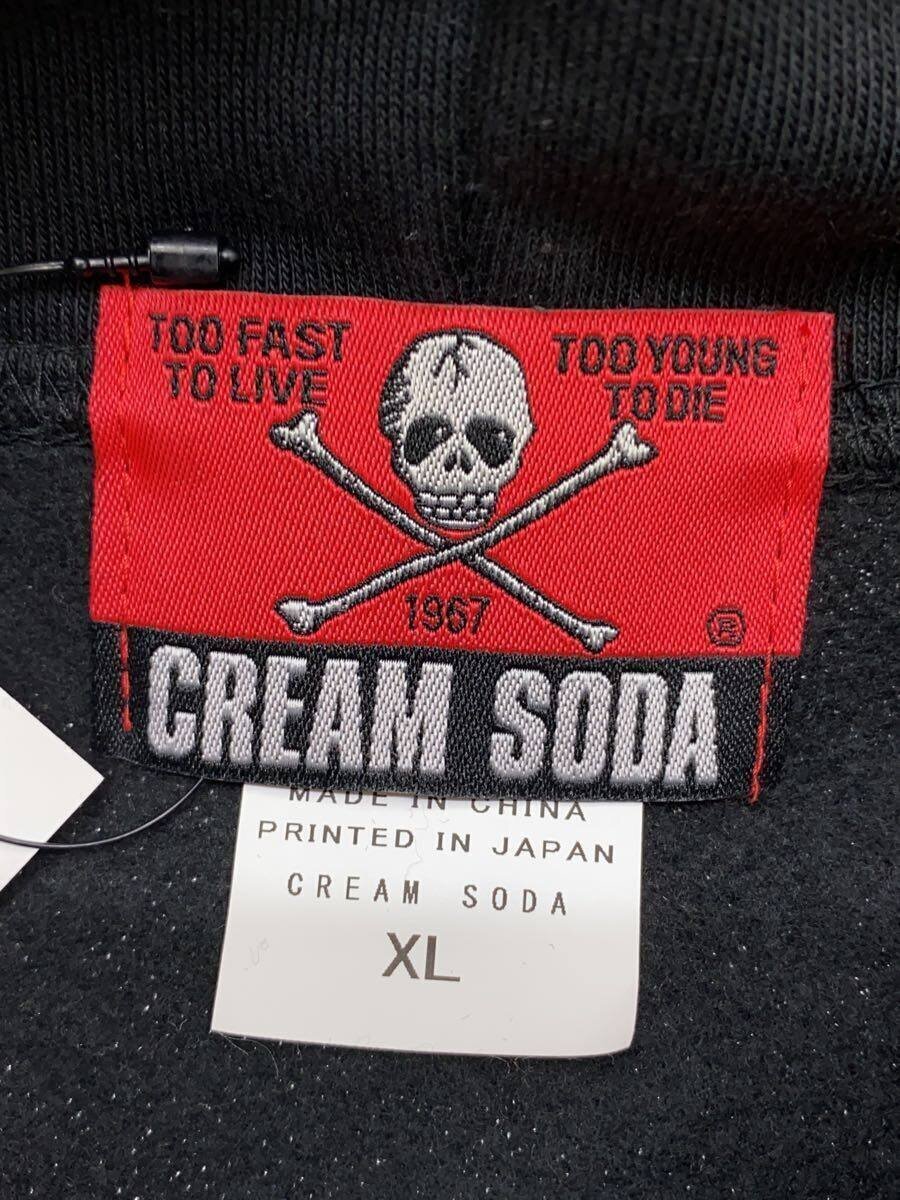 TOO FAST
TO LIVE
TOO YOUNG
TO DIE
1967
®
CREAM SODA
MADE IN CHINA
PRINTED IN JAPAN
CREAM SODA
XL